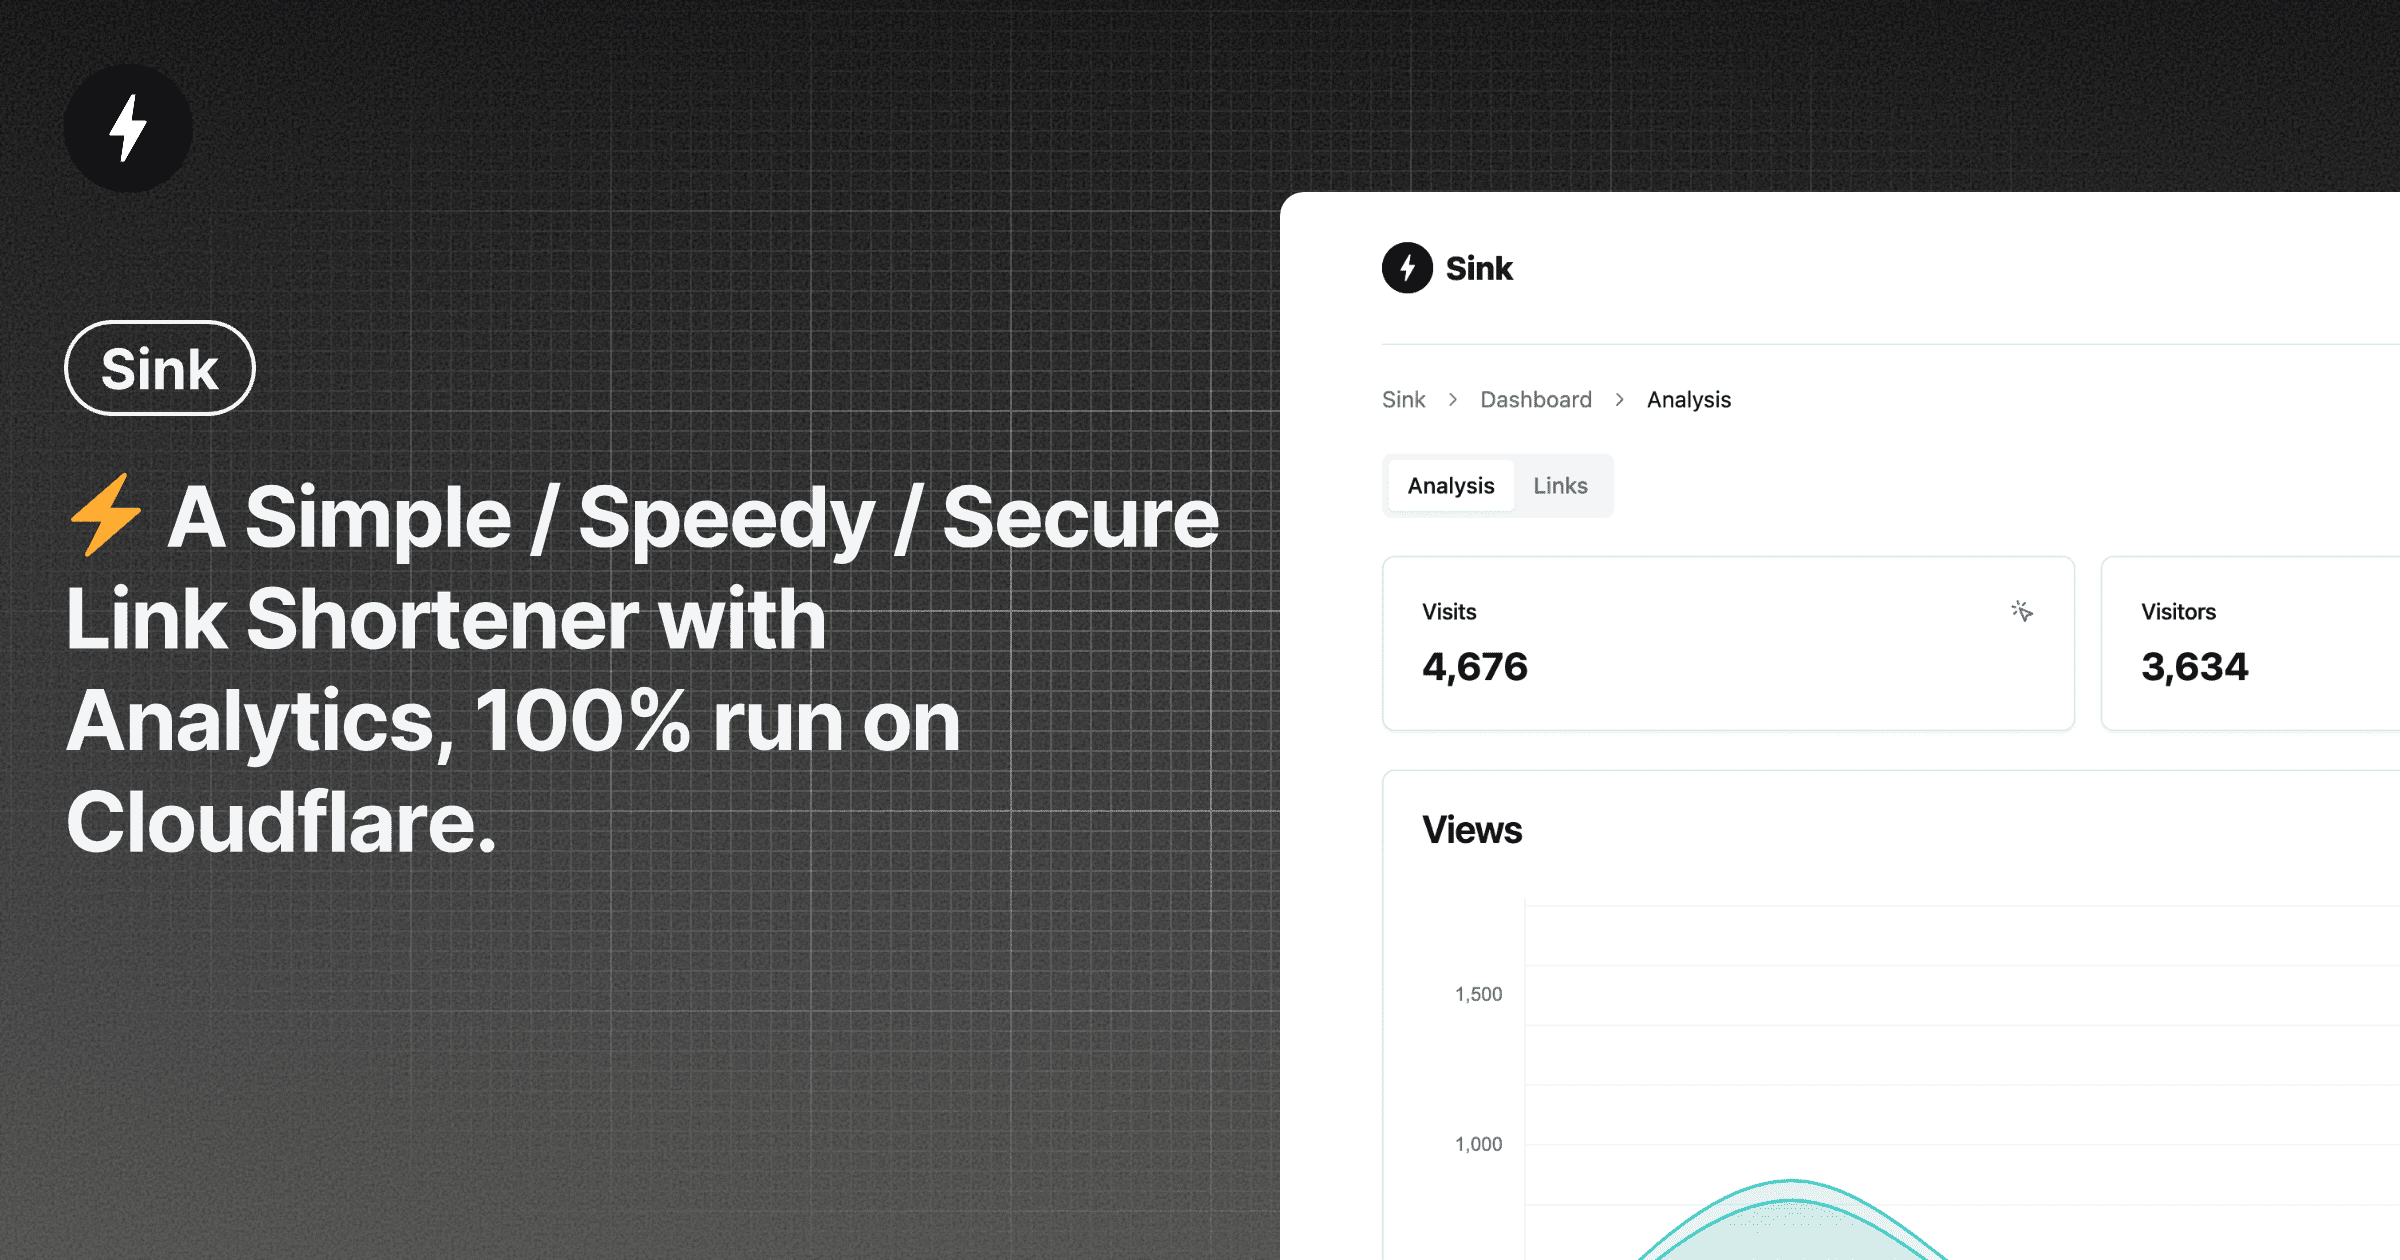 Sink
⚡ A Simple / Speedy / Secure
Link Shortener with
Analytics, 100% run on
Cloudflare.
Sink
Sink > Dashboard > Analysis
Analysis Links
Visits
4,676
Visitors
3,634
Views
1,500
1,000